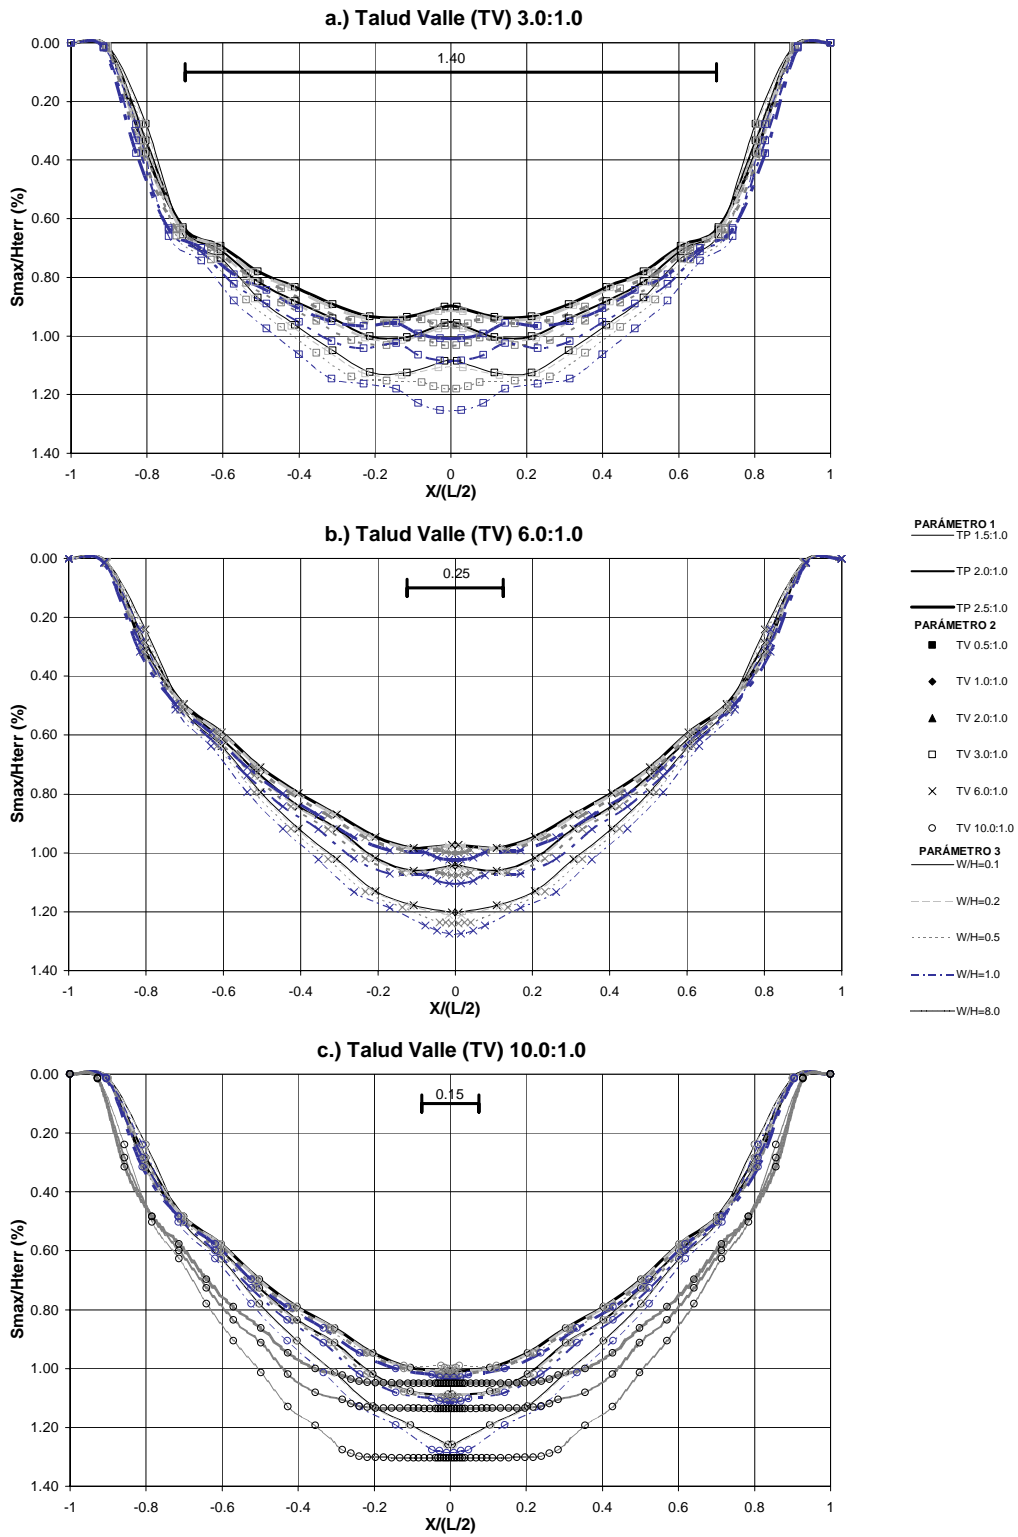 a.) Talud Valle (TV) 3.0:1.0
1.40
0.00
0.20
0.40
0.60
0.80
1.00
1.20
1.40
Smax/Hterr (%)
-1 -0.8 -0.6 -0.4 -0.2 0 0.2 0.4 0.6 0.8 1
X/(L/2)
b.) Talud Valle (TV) 6.0:1.0
0.25
0.00
0.20
0.40
0.60
0.80
1.00
1.20
1.40
Smax/Hterr (%)
-1 -0.8 -0.6 -0.4 -0.2 0 0.2 0.4 0.6 0.8 1
X/(L/2)
PARÁMETRO 1
TP 1.5:1.0
TP 2.0:1.0
TP 2.5:1.0
PARÁMETRO 2
TV 0.5:1.0
TV 1.0:1.0
TV 2.0:1.0
TV 3.0:1.0
TV 6.0:1.0
TV 10.0:1.0
PARÁMETRO 3
W/H=0.1
W/H=0.2
W/H=0.5
W/H=1.0
W/H=8.0
c.) Talud Valle (TV) 10.0:1.0
0.15
0.00
0.20
0.40
0.60
0.80
1.00
1.20
1.40
Smax/Hterr (%)
-1 -0.8 -0.6 -0.4 -0.2 0 0.2 0.4 0.6 0.8 1
X/(L/2)